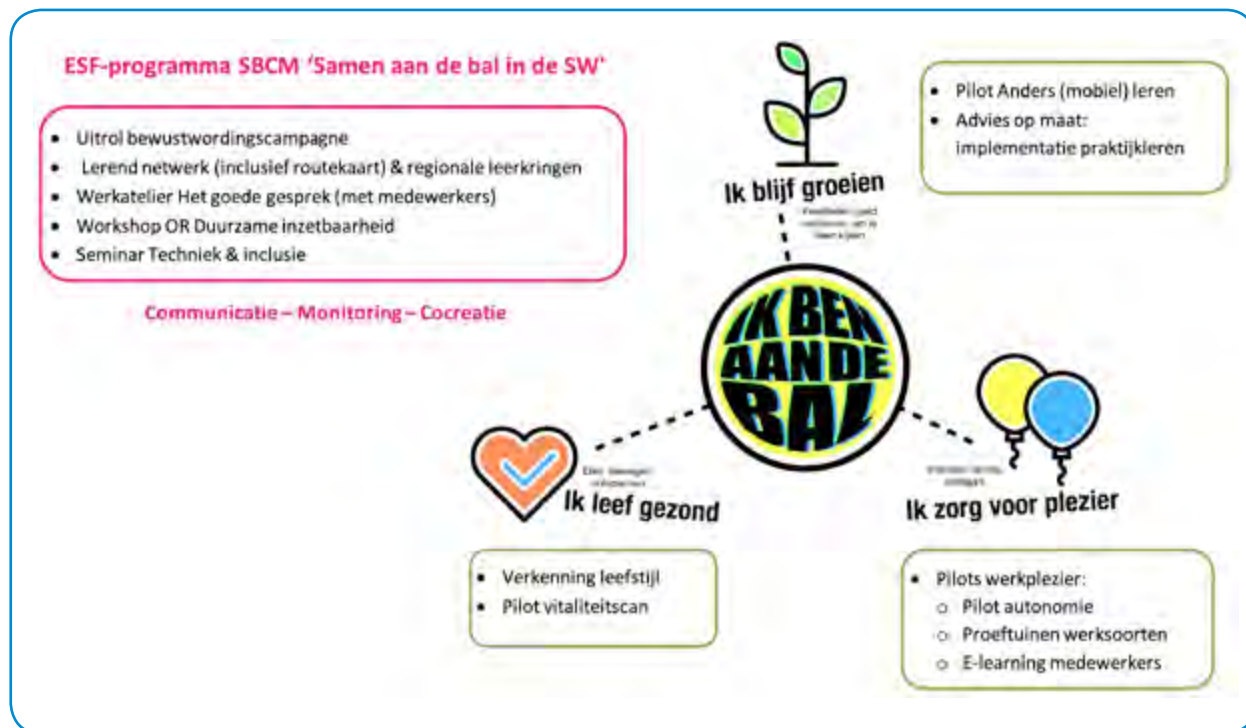 ESF-programma SBCM 'Samen aan de bal in de SW'
• Uitrol bewustwordingscampagne
• Lerend netwerk (inclusief routekaart) & regionale leerkringen
• Werkatelier Het goede gesprek (met medewerkers)
• Workshop OR Duurzame inzetbaarheid
• Seminar Techniek & inclusie
Communicatie – Monitoring – Cocreatie
Ik blijf groeien
• Pilot Anders (mobiel) leren
• Advies op maat:
implementatie praktijkleren
IK BEN
AAN DE
BAL
Ik leef gezond
• Verkenning leefstijl
• Pilot vitaliteitscan
Ik zorg voor plezier
• Pilots werkplezier:
o Pilot autonomie
o Proeftuinen werksoorten
o E-learning medewerkers